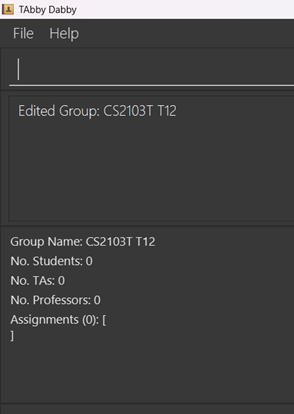 TAbby Dabby
File Help
Edited Group: CS2103T T12
Group Name: CS2103T T12
No. Students: 0
No. TAs: 0
No. Professors: 0
Assignments (0): [
]